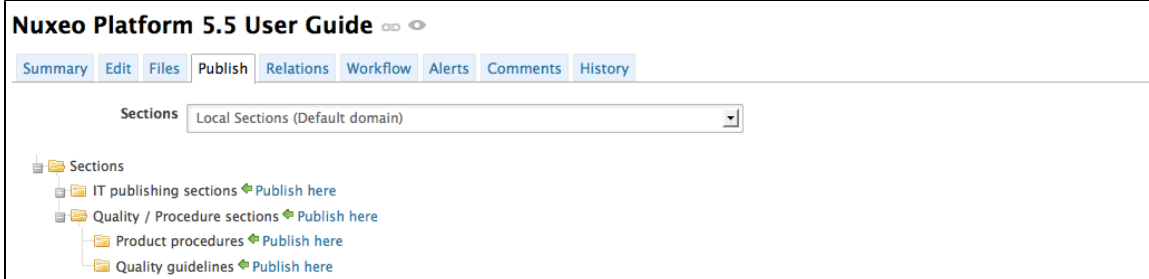 Nuxeo Platform 5.5 User Guide
Summary Edit Files Publish Relations Workflow Alerts Comments History
Sections Local Sections (Default domain)
Sections
IT publishing sections Publish here
Quality / Procedure sections Publish here
Product procedures Publish here
Quality guidelines Publish here